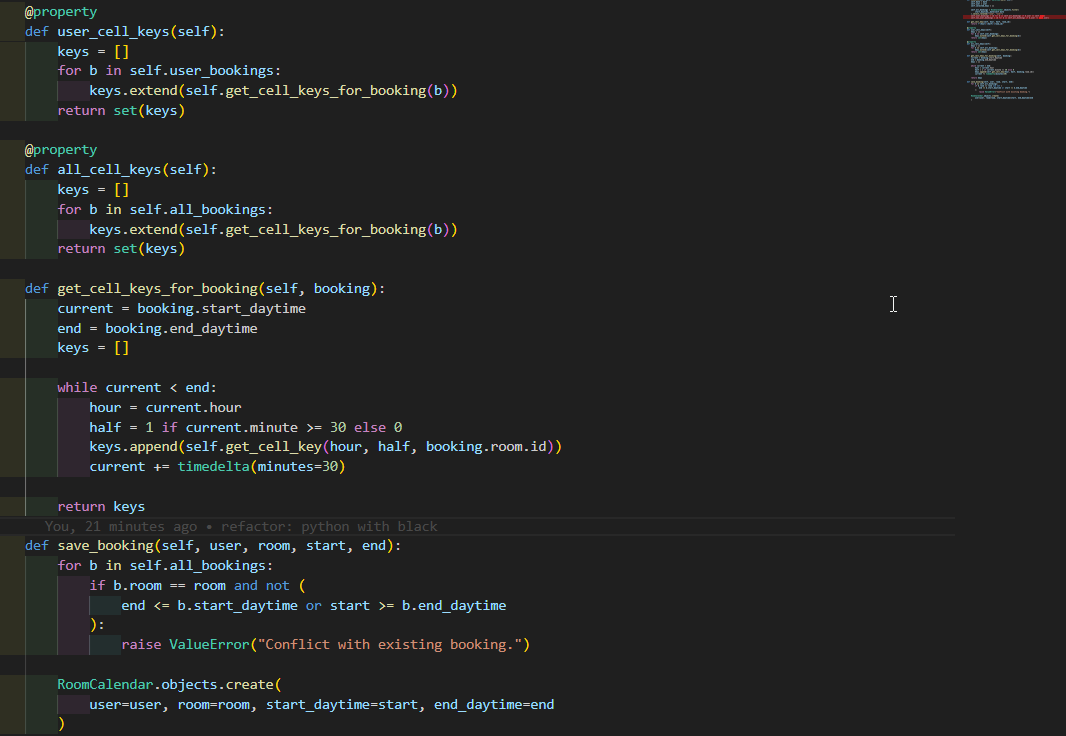 @property
def user_cell_keys(self):
    keys = []
    for b in self.user_bookings:
        keys.extend(self.get_cell_keys_for_booking(b))
    return set(keys)

@property
def all_cell_keys(self):
    keys = []
    for b in self.all_bookings:
        keys.extend(self.get_cell_keys_for_booking(b))
    return set(keys)

def get_cell_keys_for_booking(self, booking):
    current = booking.start_daytime
    end = booking.end_daytime
    keys = []

    while current < end:
        hour = current.hour
        half = 1 if current.minute >= 30 else 0
        keys.append(self.get_cell_key(hour, half, booking.room.id))
        current += timedelta(minutes=30)

    return keys
You, 21 minutes ago • refactor: python with black
def save_booking(self, user, room, start, end):
    for b in self.all_bookings:
        if b.room == room and not (
            end <= b.start_daytime or start >= b.end_daytime
        ):
            raise ValueError("Conflict with existing booking.")

    RoomCalendar.objects.create(
        user=user, room=room, start_daytime=start, end_daytime=end
    )